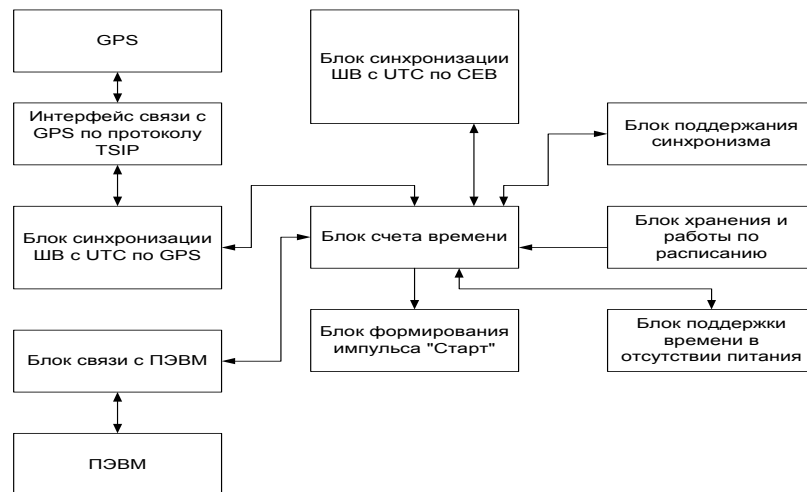 GPS
Интерфейс связи с
GPS по протоколу
TSIP
Блок синхронизации
ШВ с UTC по GPS
Блок связи с ПЭВМ
ПЭВМ
Блок синхронизации
ШВ с UTC по СЕВ
Блок счета времени
Блок формирования
импульса "Старт"
Блок поддержания
синхронизма
Блок хранения и
работы по
расписанию
Блок поддержки
времени в
отсутствии питания